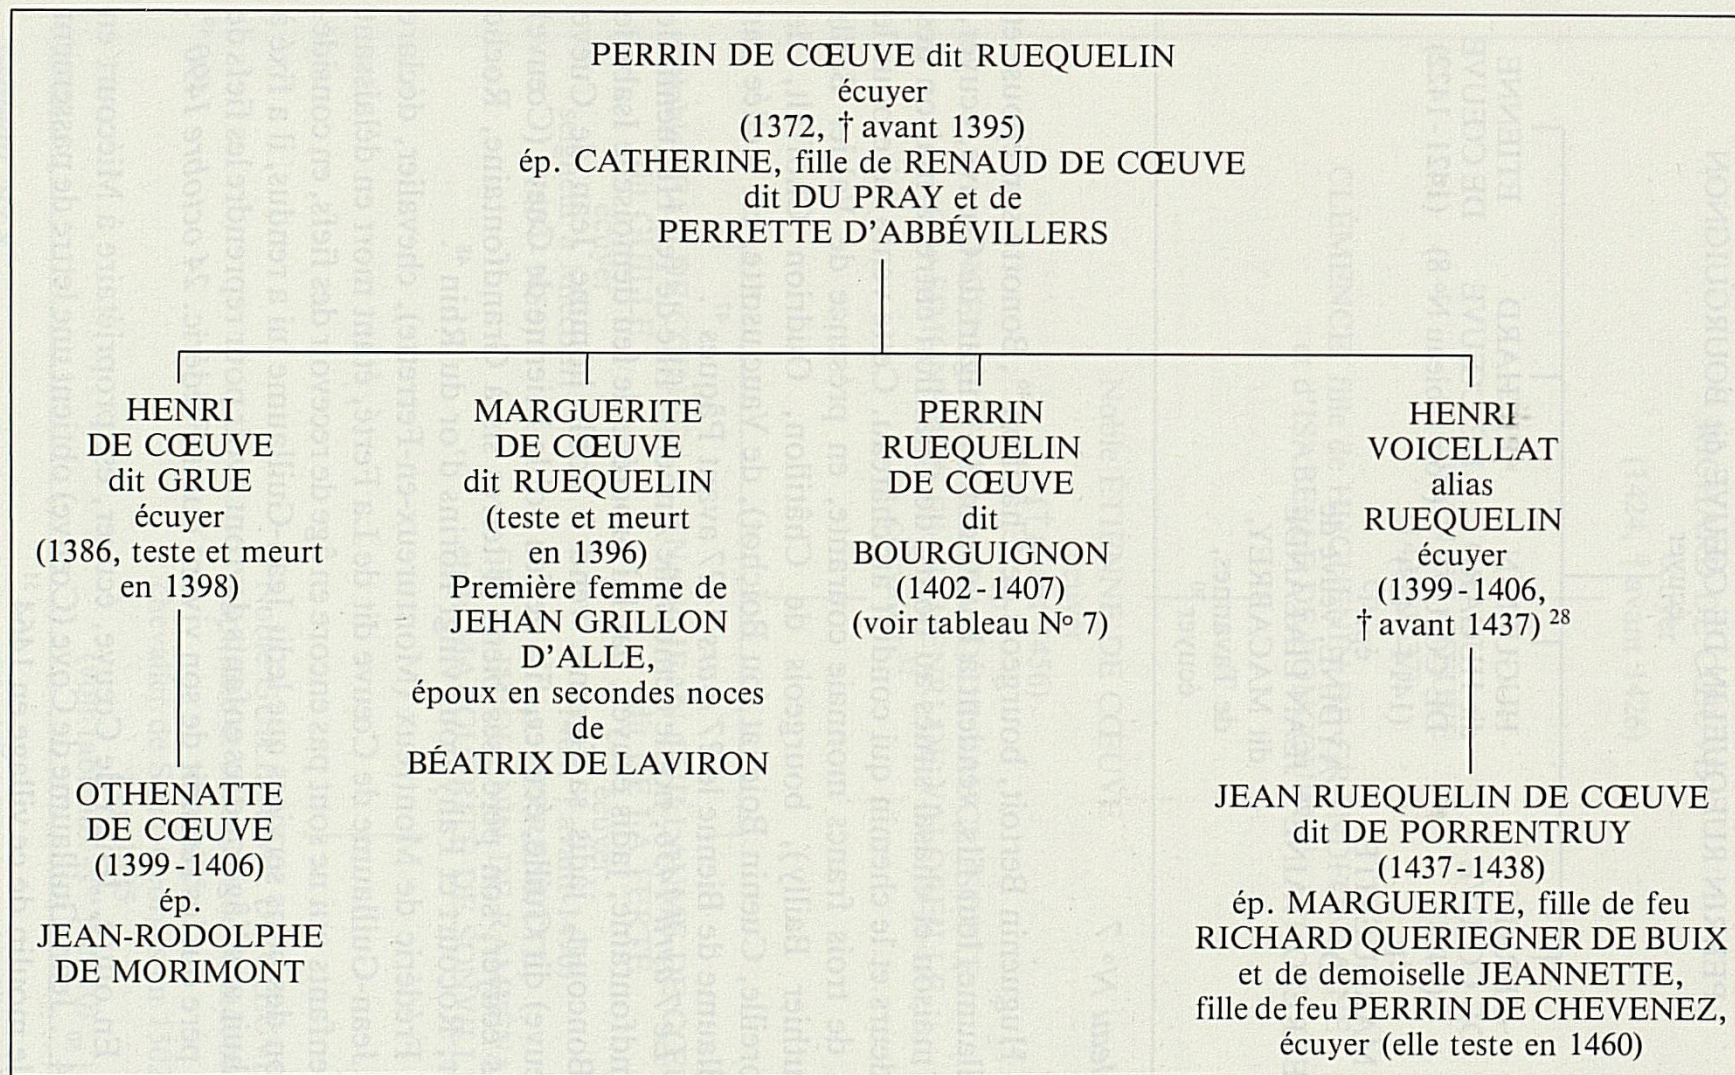 PERRIN DE CŒUVE dit RUEQUELIN
écuyer
(1372, † avant 1395)
ép. CATHERINE, fille de RENAUD DE CŒUVE
dit DU PRAY et de
PERRETTE D'ABBÉVILLERS
HENRI
DE CŒUVE
dit GRUE
écuyer
(1386, teste et meurt
en 1398)
OTHENATTE
DE CŒUVE
(1399-1406)
ép.
JEAN-RODOLPHE
DE MORIMONT
MARGUERITE
DE CŒUVE
dit RUEQUELIN
(teste et meurt
en 1396)
Première femme de
JEHAN GRILLON
D'ALLE,
époux en secondes noces
de
BÉATRIX DE LAVIRON
PERRIN
RUEQUELIN
DE CŒUVE
dit
BOURGUIGNON
(1402-1407)
(voir tableau Nº 7)
HENRI
VOICELLAT
alias
RUEQUELIN
écuyer
(1399-1406,
† avant 1437) 28
JEAN RUEQUELIN DE CŒUVE
dit DE PORRENTRUY
(1437-1438)
ép. MARGUERITE, fille de feu
RICHARD QUERIEGNER DE BUIX
et de demoiselle JEANNETTE,
fille de feu PERRIN DE CHEVENEZ,
écuyer (elle teste en 1460)